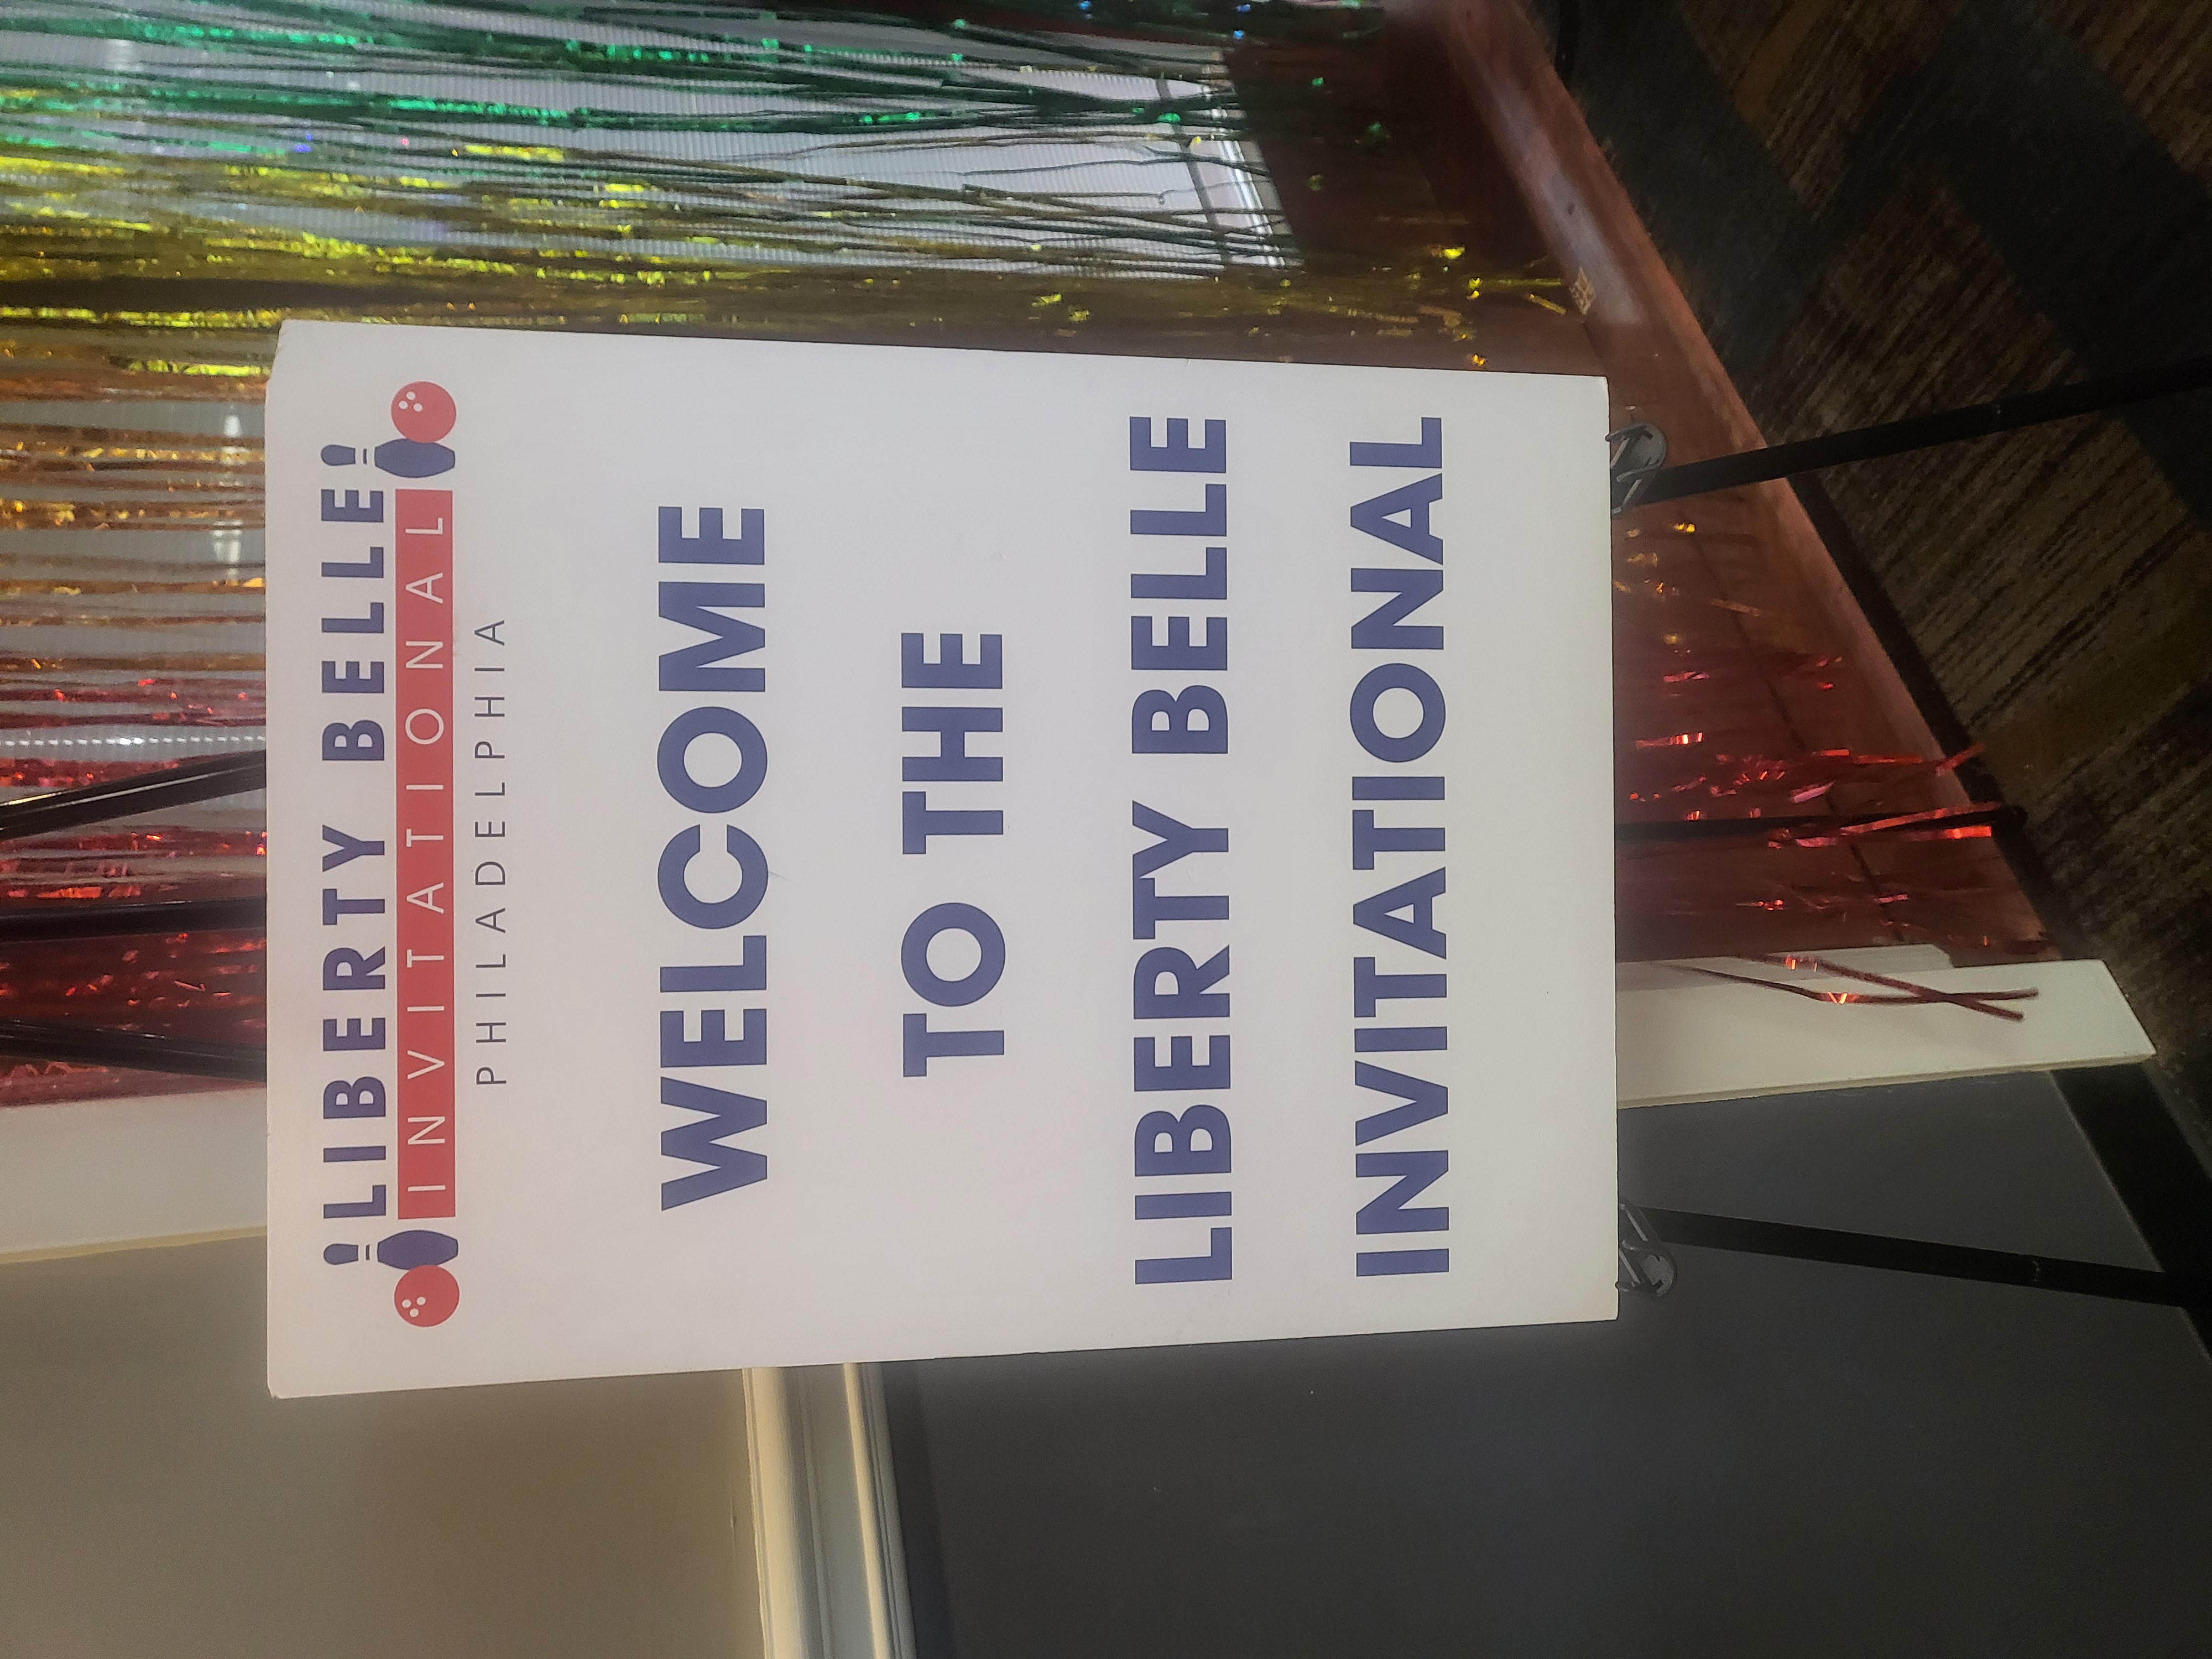 LIBERTY BELLE
INVITATIONAL
PHILADELPHIA
WELCOME
TO THE
LIBERTY BELLE
INVITATIONAL